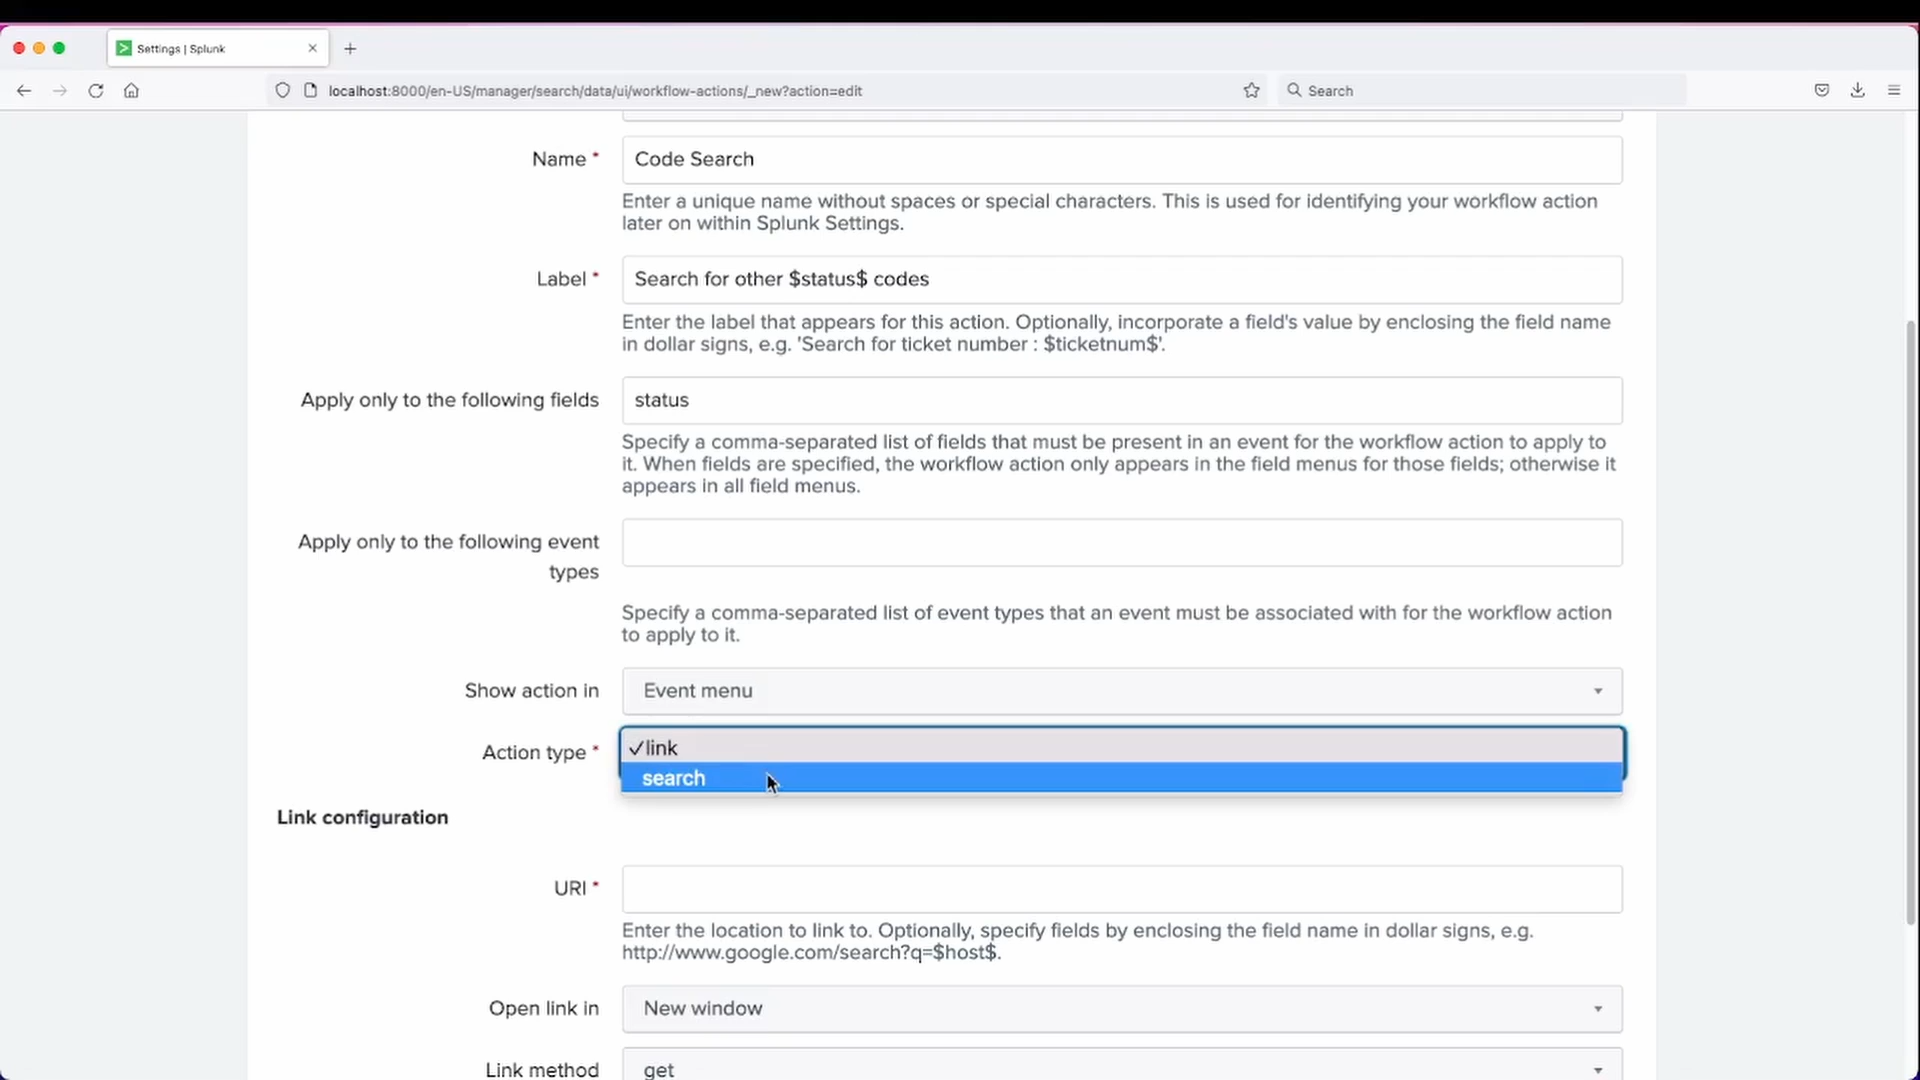 Settings | Splunk
localhost:8000/en-US/manager/search/data/ui/workflow-actions/_new?action=edit
Search
Name *
Code Search
Enter a unique name without spaces or special characters. This is used for identifying your workflow action
later on within Splunk Settings.
Label *
Search for other $status$ codes
Enter the label that appears for this action. Optionally, incorporate a field's value by enclosing the field name
in dollar signs, e.g. 'Search for ticket number : $ticketnum$'.
Apply only to the following fields
status
Specify a comma-separated list of fields that must be present in an event for the workflow action to apply to
it. When fields are specified, the workflow action only appears in the field menus for those fields; otherwise it
appears in all field menus.
Apply only to the following event
types
Specify a comma-separated list of event types that an event must be associated with for the workflow action
to apply to it.
Show action in
Event menu
Action type *
✓link
search
Link configuration
URI *
Enter the location to link to. Optionally, specify fields by enclosing the field name in dollar signs, e.g.
http://www.google.com/search?q=$host$.
Open link in
New window
Link method
get